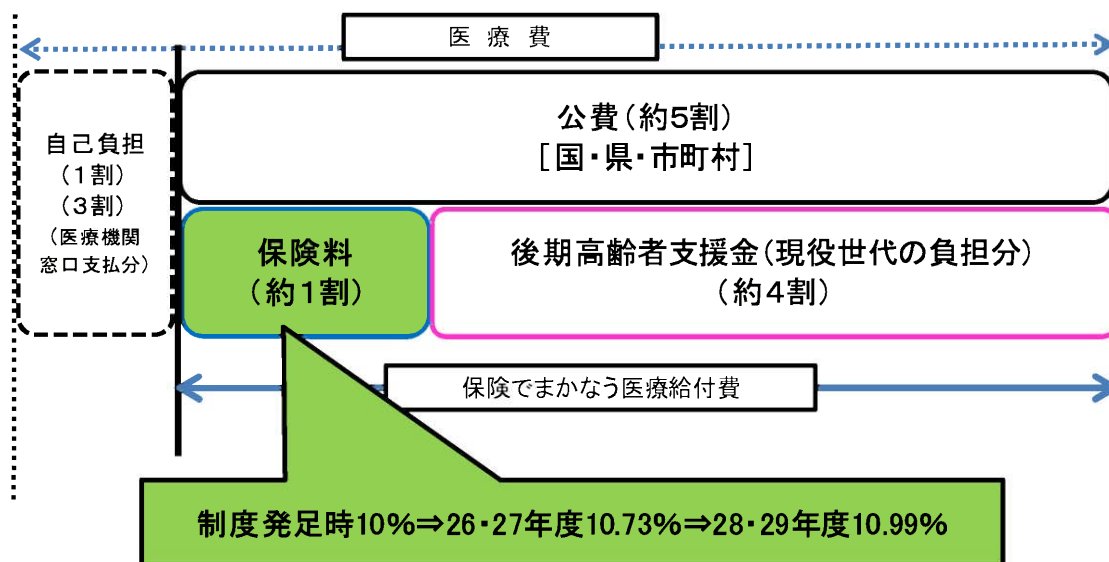 医 療 費
自己負担
(1割)
(3割)
(医療機関
窓口支払分)
公費(約5割)
[国・県・市町村]
保険料
(約1割)
後期高齢者支援金(現役世代の負担分)
(約4割)
保険でまかなう医療給付費
制度発足時10%⇒26・27年度10.73%⇒28・29年度10.99%